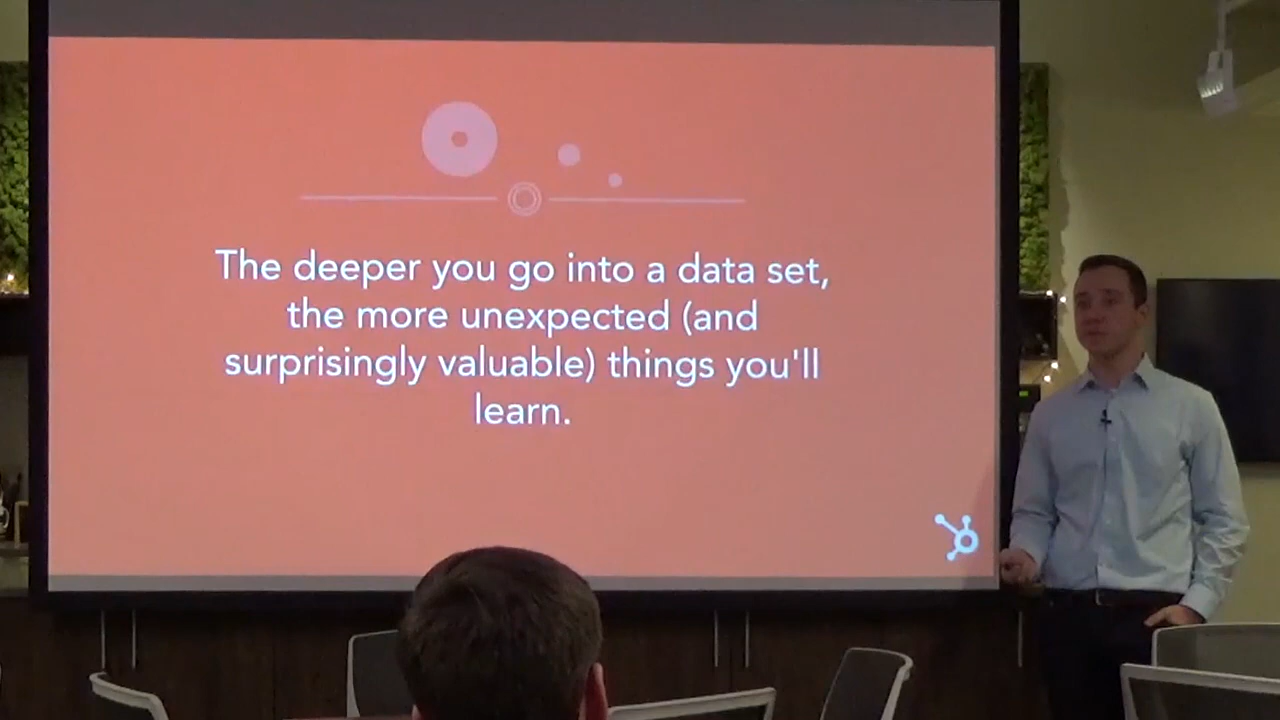 The deeper you go into a data set,
the more unexpected (and
surprisingly valuable) things you'll
learn.